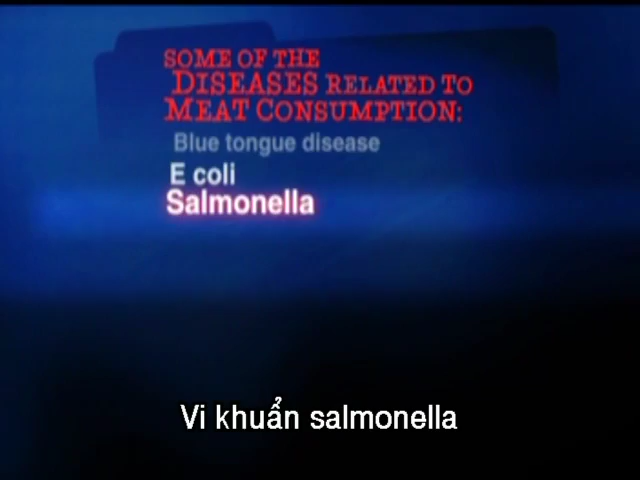 SOME OF THE
DISEASES RELATED TO
MEAT CONSUMPTION:
Blue tongue disease
E coli
Salmonella
Vi khuẩn salmonella